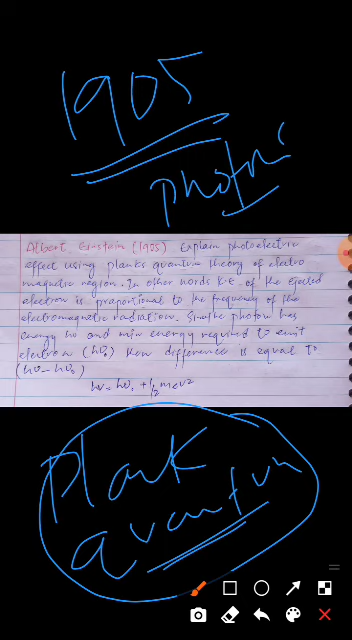 1905
photons
Albert Einstein (1905) Explain photoelectric
effect using planks quantum theory of electro
magnetic region. In other words K.E. of the ejected
electron is proportional to the frequency of the
electromagnetic radiation. Since the photon has
energy hν and min energy required to emit
electron (hν₀) then difference is equal to
(hν-hν₀)
hν = hν₀ + 1/2 mev²
Plank
quantum